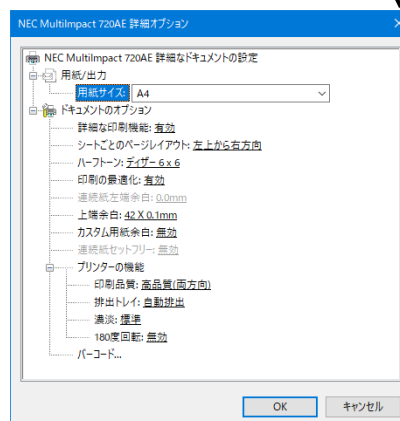 NEC MultiImpact 720AE 詳細オプション
NEC MultiImpact 720AE 詳細なドキュメントの設定
用紙/出力
用紙サイズ: A4
ドキュメントのオプション
詳細な印刷機能: 有効
シートごとのページレイアウト: 左上から右方向
ハーフトーン: ディザー 6 x 6
印刷の最適化: 有効
連続紙左端余白: 0.0mm
上端余白: 42 X 0.1mm
カスタム用紙余白: 無効
連続紙セットフリー: 無効
プリンターの機能
印刷品質: 高品質(両方向)
排出トレイ: 自動排出
濃淡: 標準
180度回転: 無効
バーコード...
OK キャンセル